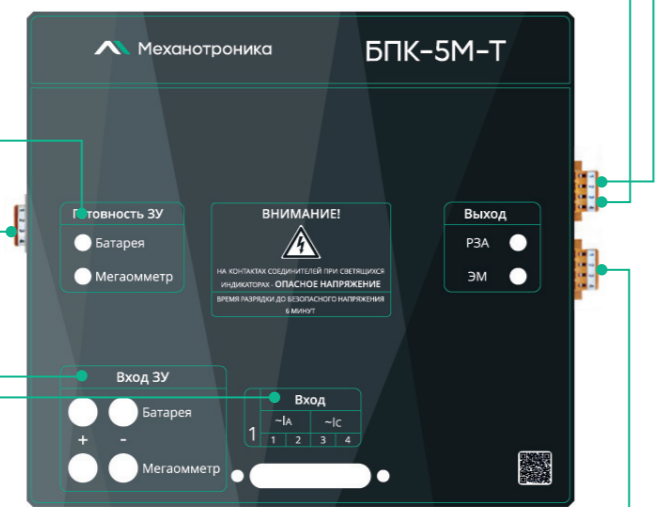 Механотроника
БПК-5М-Т
Готовность ЗУ
Батарея
Мегаомметр
ВНИМАНИЕ!
НА КОНТАКТАХ СОЕДИНИТЕЛЕЙ ПРИ СВЕТЯЩИХСЯ
ИНДИКАТОРАХ - ОПАСНОЕ НАПРЯЖЕНИЕ
ВРЕМЯ РАЗРЯДКИ ДО БЕЗОПАСНОГО НАПРЯЖЕНИЯ
6 МИНУТ
Выход
РЗА
ЭМ
Вход ЗУ
Батарея
+ -
Мегаомметр
Вход
1
~IA ~IC
1 2 3 4